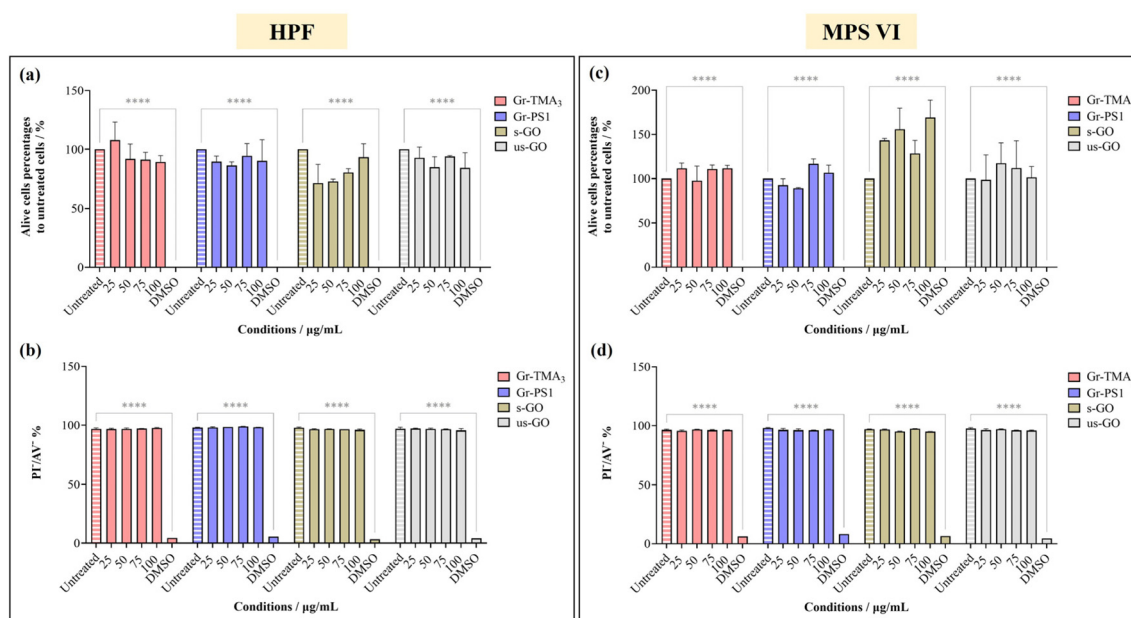 HPF
MPS VI
(a)
Alive cells percentages
to untreated cells / %
150
100
50
0
**** **** **** ****
Gr-TMA₃
Gr-PS1
s-GO
us-GO
Untreated 25 50 75 100 DMSO Untreated 25 50 75 100 DMSO Untreated 25 50 75 100 DMSO Untreated 25 50 75 100 DMSO
Conditions / µg/mL
(b)
PI⁻/AV⁻ %
150
100
50
0
**** **** **** ****
Gr-TMA₃
Gr-PS1
s-GO
us-GO
Untreated 25 50 75 100 DMSO Untreated 25 50 75 100 DMSO Untreated 25 50 75 100 DMSO Untreated 25 50 75 100 DMSO
Conditions / µg/mL
(c)
Alive cells percentages
to untreated cells / %
200
150
100
50
0
**** **** **** ****
Gr-TMA
Gr-PS1
s-GO
us-GO
Untreated 25 50 75 100 DMSO Untreated 25 50 75 100 DMSO Untreated 25 50 75 100 DMSO Untreated 25 50 75 100 DMSO
Conditions / µg/mL
(d)
PI⁻/AV⁻ %
150
100
50
0
**** **** **** ****
Gr-TMA
Gr-PS1
s-GO
us-GO
Untreated 25 50 75 100 DMSO Untreated 25 50 75 100 DMSO Untreated 25 50 75 100 DMSO Untreated 25 50 75 100 DMSO
Conditions / µg/mL